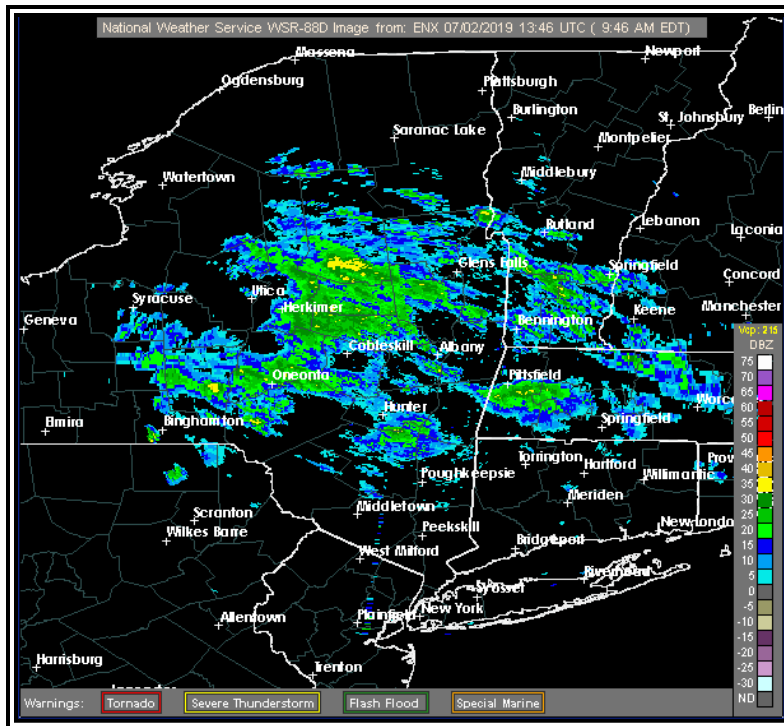 National Weather Service WSR-88D Image from: ENX 07/02/2019 13:46 UTC ( 9:46 AM EDT)
Massena
Newport
Ogdensburg
Plattsburgh
Burlington
St. Johnsbury
Berlin
Saranac Lake
Montpelier
Watertown
Middlebury
Rutland
Lebanon
Laconia
Glens Falls
Springfield
Concord
Utica
Syracuse
Herkimer
Keene
Manchester
Geneva
Bennington
Vcp: 215
DBZ
Cobleskill
Albany
75
Oneonta
Pittsfield
70
65
Hunter
Worc
60
Elmira
Binghamton
Springfield
55
50
Torrington
Prov
45
Poughkeepsie
Hartford
Willimantic
40
35
Scranton
Middletown
Meriden
30
25
Wilkes Barre
Peekskill
New London
20
West Milford
Bridgeport
15
10
Riverhead
5
Syosset
0
Allentown
Plainfield
New York
-5
-10
-15
Harrisburg
-20
Trenton
-25
-30
Warnings:
Tornado
Severe Thunderstorm
Flash Flood
Special Marine
ND